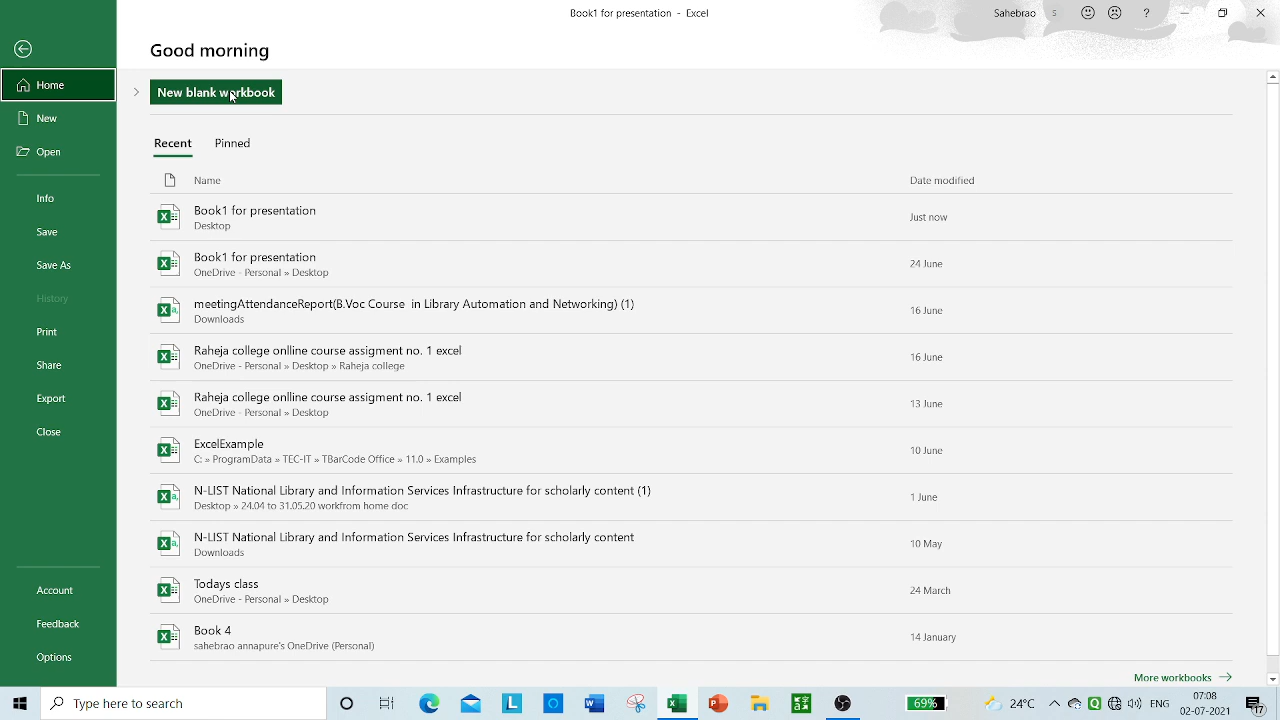 Book1 for presentation - Excel
Sahebrao S
Good morning
Home
New blank workbook
New
Open
Recent Pinned
Name Date modified
Info
Book1 for presentation
Desktop
Just now
Save
Book1 for presentation
OneDrive - Personal » Desktop
24 June
Save As
History
meetingAttendanceReport(B.Voc Course in Library Automation and Networking) (1)
Downloads
16 June
Print
Raheja college onlline course assigment no. 1 excel
OneDrive - Personal » Desktop » Raheja college
16 June
Share
Raheja college onlline course assigment no. 1 excel
OneDrive - Personal » Desktop
13 June
Export
Close
ExcelExample
C: » ProgramData » TEC-IT » TBarCode Office » 11.0 » Examples
10 June
N-LIST National Library and Information Services Infrastructure for scholarly content (1)
Desktop » 24.04 to 31.05.20 workfrom home doc
1 June
N-LIST National Library and Information Services Infrastructure for scholarly content
Downloads
10 May
Todays class
OneDrive - Personal » Desktop
24 March
Account
Feedback
Book 4
sahebrao annapure's OneDrive (Personal)
14 January
Options
More workbooks
Type here to search
69%
24°C
ENG
07:08
02-07-2021